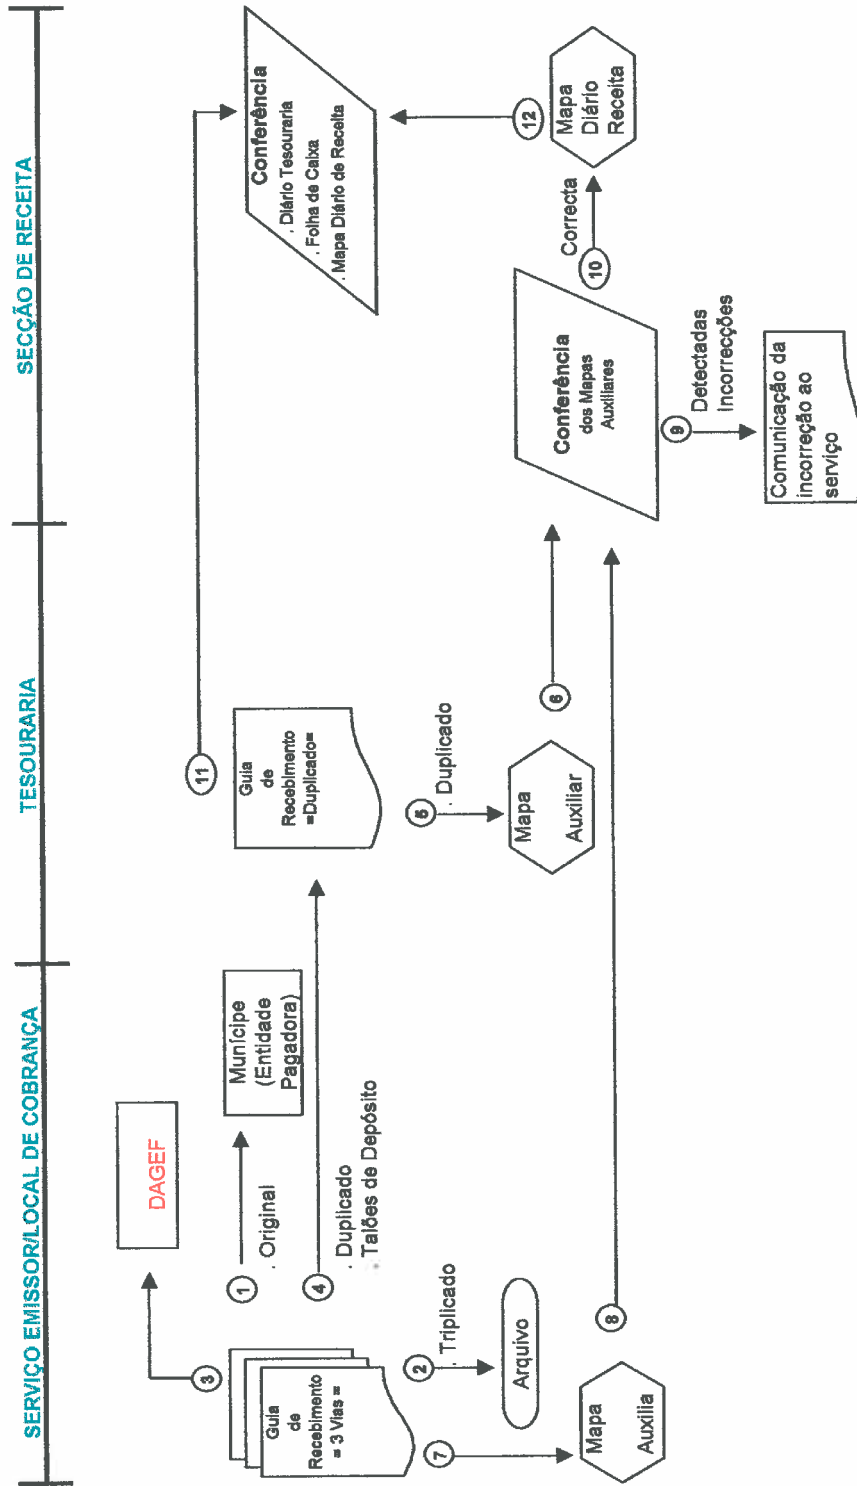 SERVIÇO EMISSOR/LOCAL DE COBRANÇA
TESOURARIA
SECÇÃO DE RECEITA
DAGEF
3
Guia
de
Recebimento
= 3 Vias =
1
. Original
Munícipe
(Entidade
Pagadora)
4
. Duplicado
. Talões de Depósito
2
. Triplicado
Arquivo
7
Mapa
Auxilia
8
11
Guia
de
Recebimento
=Duplicado=
5
. Duplicado
Mapa
Auxiliar
6
Conferência
. Diário Tesouraria
. Folha de Caixa
. Mapa Diário de Receita
12
Mapa
Diário
Receita
Conferência
dos Mapas
Auxiliares
10
Correcta
9
Detectadas
Incorrecções
Comunicação da
incorreção ao
serviço